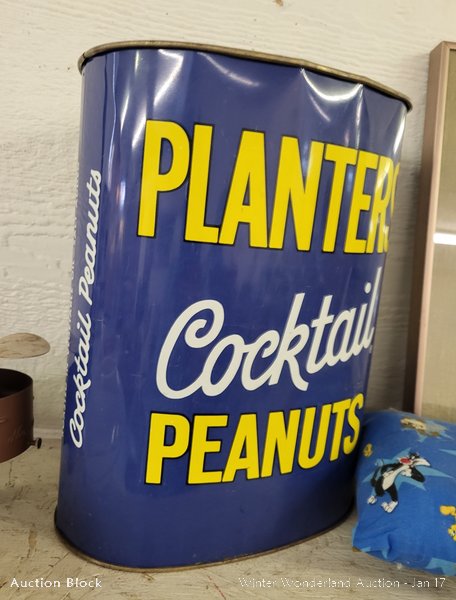 PLANTERS
Cocktail
PEANUTS
Cocktail Peanuts
Auction Block
Winter Wonderland Auction - Jan 17